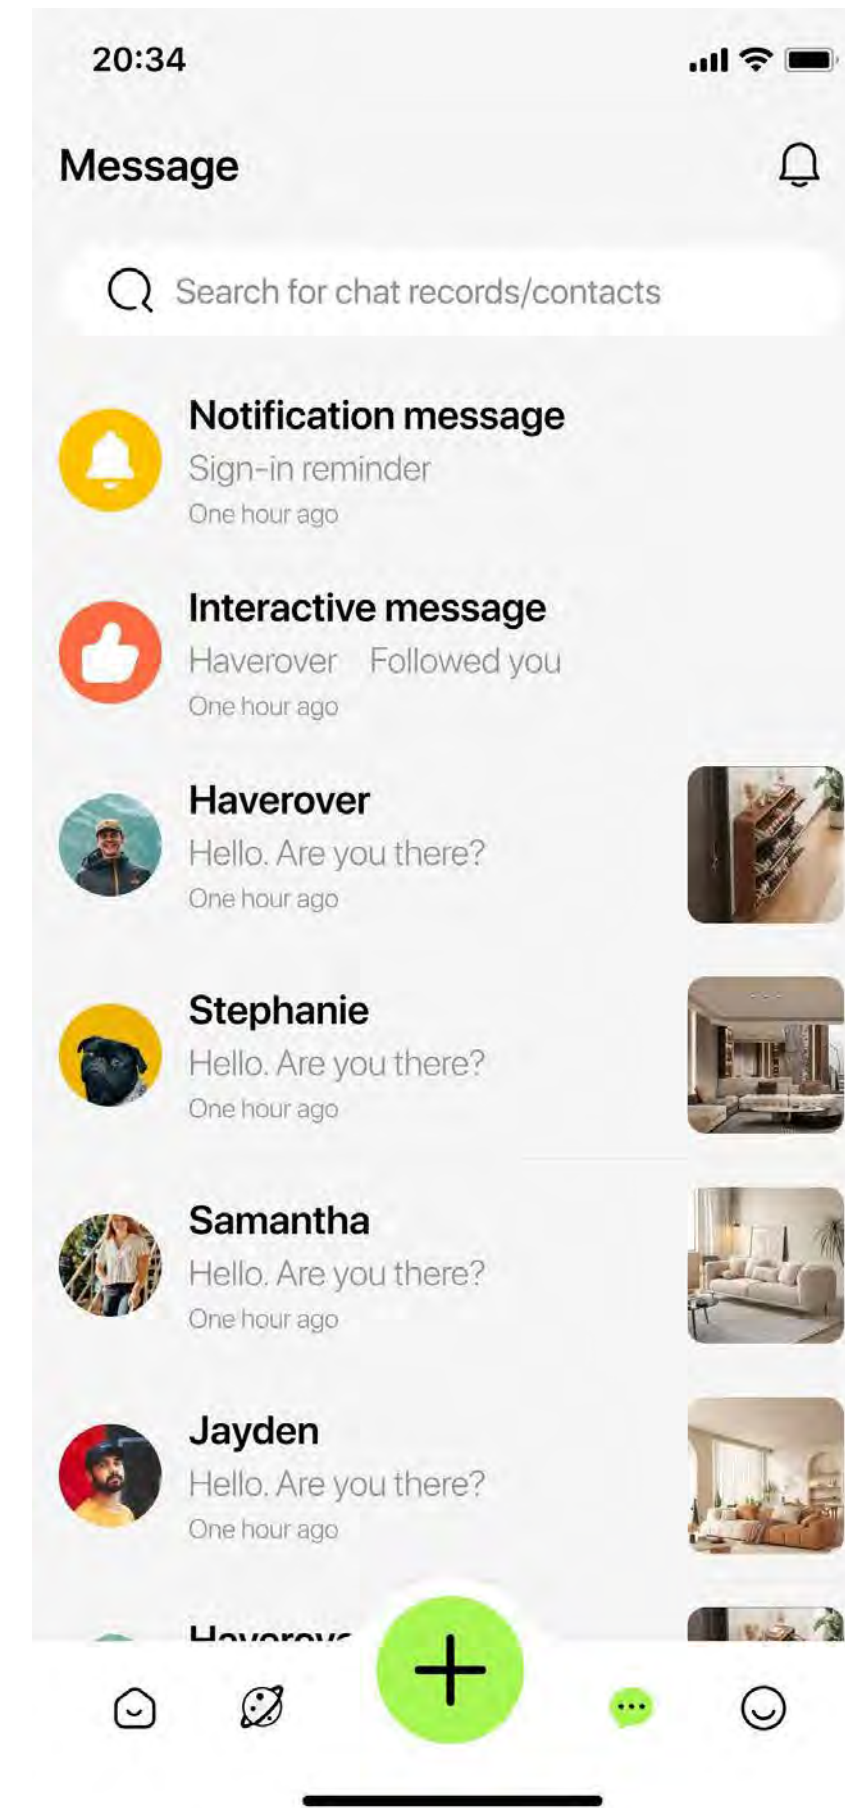 20:34
Message
Search for chat records/contacts
Notification message
Sign-in reminder
One hour ago
Interactive message
Haverover Followed you
One hour ago
Haverover
Hello. Are you there?
One hour ago
Stephanie
Hello. Are you there?
One hour ago
Samantha
Hello. Are you there?
One hour ago
Jayden
Hello. Are you there?
One hour ago